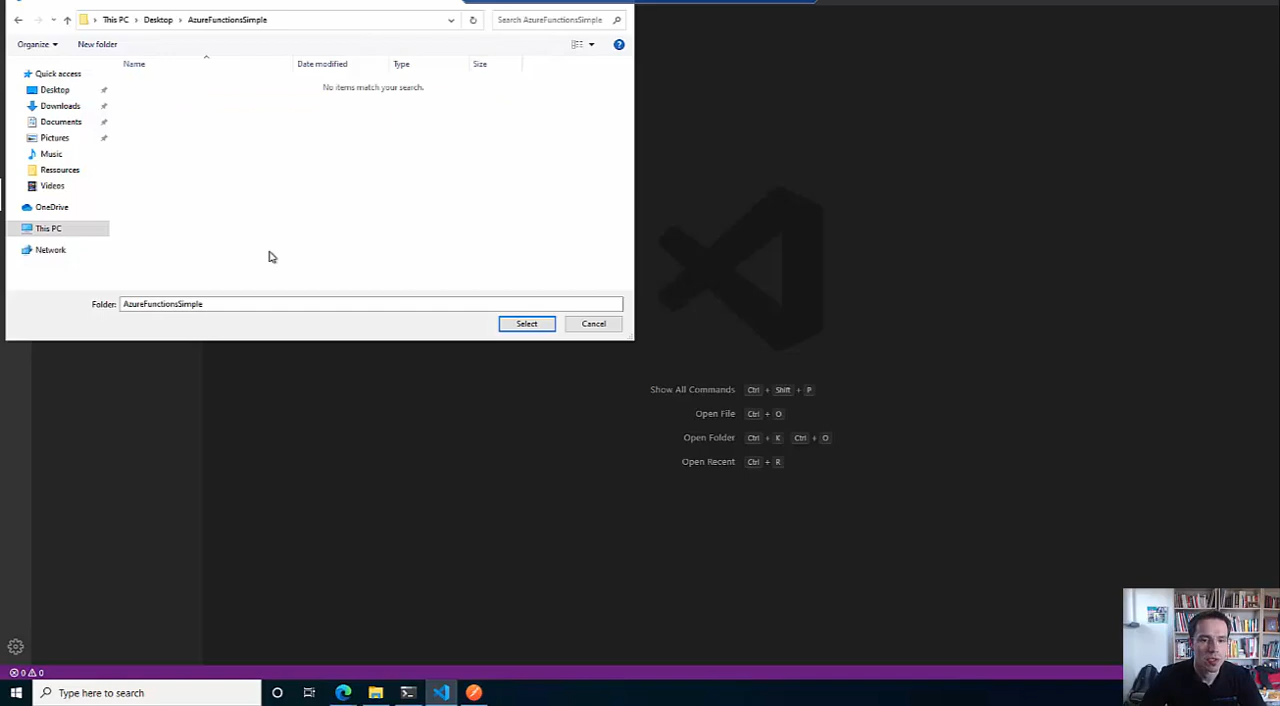 This PC > Desktop > AzureFunctionsSimple
Search AzureFunctionsSimple
Organize
New folder
Name
Date modified
Type
Size
No items match your search.
Quick access
Desktop
Downloads
Documents
Pictures
Music
Ressources
Videos
OneDrive
This PC
Network
Folder: AzureFunctionsSimple
Select
Cancel
Show All Commands Ctrl + Shift + P
Open File Ctrl + O
Open Folder Ctrl + K Ctrl + O
Open Recent Ctrl + R
0 0
Type here to search